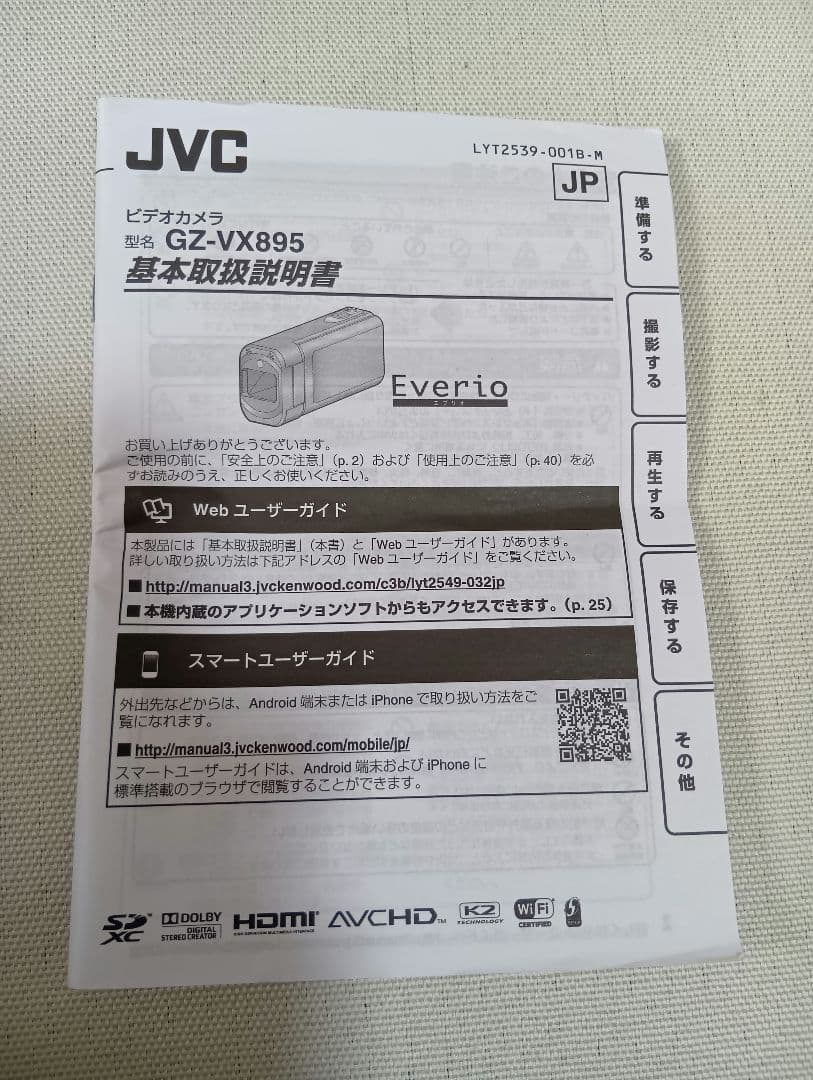 JVC
LYT2539-001B-M
JP
ビデオカメラ
型名 GZ-VX895
基本取扱説明書
Everio
エブリオ
お買い上げありがとうございます。
ご使用の前に、「安全上のご注意」(p. 2)および「使用上のご注意」(p. 40)を必
ずお読みのうえ、正しくお使いください。
Web ユーザーガイド
本製品には「基本取扱説明書」(本書)と「Web ユーザーガイド」があります。
詳しい取り扱い方法は下記アドレスの「Web ユーザーガイド」をご覧ください。
■ http://manual3.jvckenwood.com/c3b/lyt2549-032jp
■ 本機内蔵のアプリケーションソフトからもアクセスできます。(p. 25)
スマートユーザーガイド
外出先などからは、Android 端末または iPhone で取り扱い方法をご
覧になれます。
■ http://manual3.jvckenwood.com/mobile/jp/
スマートユーザーガイドは、Android 端末および iPhone に
標準搭載のブラウザで閲覧することができます。
準備する
撮影する
再生する
保存する
その他
SD XC
DOLBY DIGITAL STEREO CREATOR
HDMI HIGH-DEFINITION MULTIMEDIA INTERFACE
AVCHD TM
K2 TECHNOLOGY
Wi Fi CERTIFIED